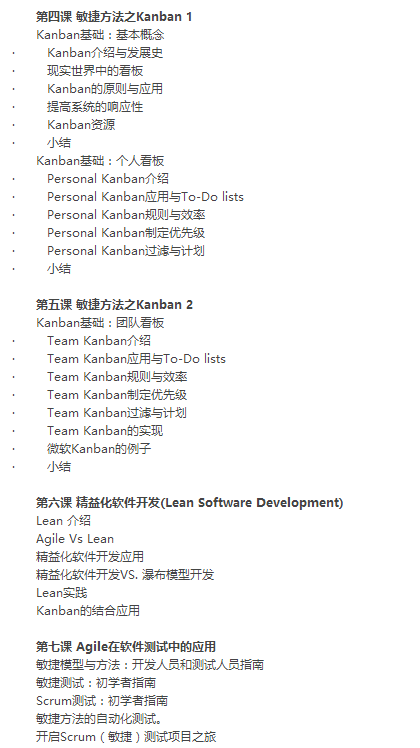 第四课 敏捷方法之Kanban 1
Kanban基础：基本概念
· Kanban介绍与发展史
· 现实世界中的看板
· Kanban的原则与应用
· 提高系统的响应性
· Kanban资源
· 小结
Kanban基础：个人看板
· Personal Kanban介绍
· Personal Kanban应用与To-Do lists
· Personal Kanban规则与效率
· Personal Kanban制定优先级
· Personal Kanban过滤与计划
· 小结
第五课 敏捷方法之Kanban 2
Kanban基础：团队看板
· Team Kanban介绍
· Team Kanban应用与To-Do lists
· Team Kanban规则与效率
· Team Kanban制定优先级
· Team Kanban过滤与计划
· Team Kanban的实现
· 微软Kanban的例子
· 小结
第六课 精益化软件开发(Lean Software Development)
Lean 介绍
Agile Vs Lean
精益化软件开发应用
精益化软件开发VS. 瀑布模型开发
Lean实践
Kanban的结合应用
第七课 Agile在软件测试中的应用
敏捷模型与方法：开发人员和测试人员指南
敏捷测试：初学者指南
Scrum测试：初学者指南
敏捷方法的自动化测试。
开启Scrum（敏捷）测试项目之旅